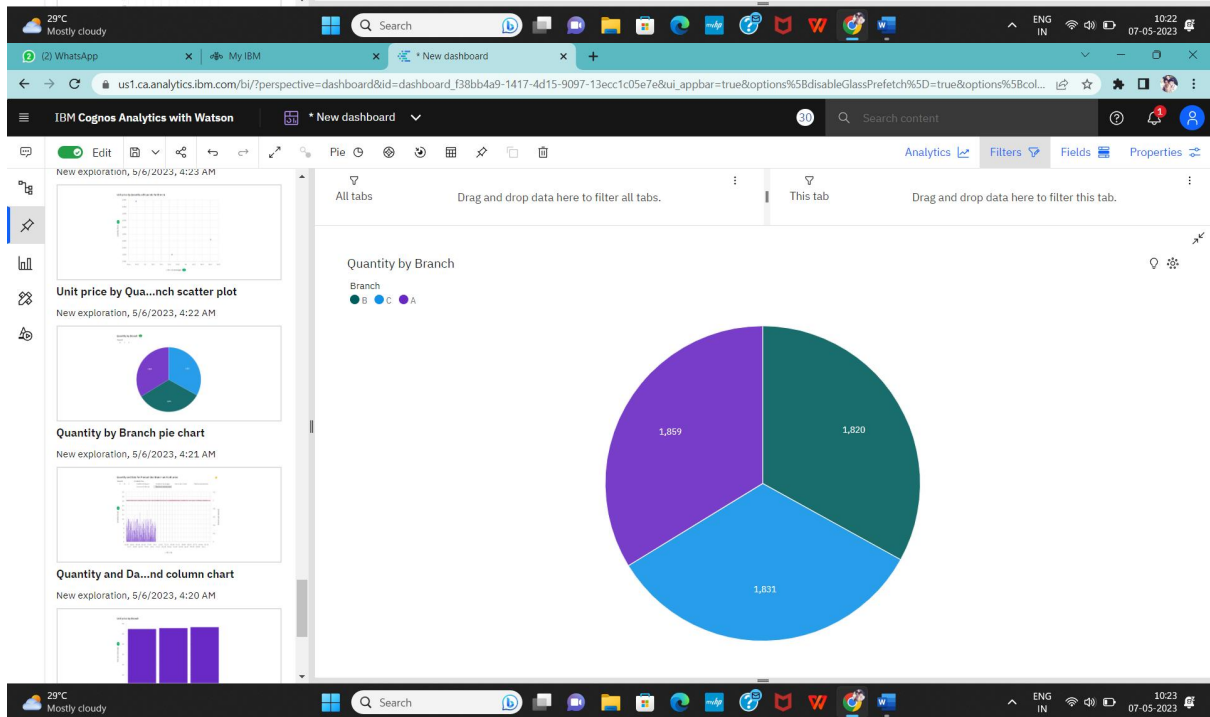 29°C
Mostly cloudy
Search
ENG
IN
10:22
07-05-2023
(2) WhatsApp
My IBM
* New dashboard
us1.ca.analytics.ibm.com/bi/?perspective=dashboard&id=dashboard_f38bb4a9-1417-4d15-9097-13ecc1c05e7e&ui_appbar=true&options%5BdisableGlassPrefetch%5D=true&options%5Bcol...
IBM Cognos Analytics with Watson
* New dashboard
30
Search content
1
Edit
Pie
Analytics
Filters
Fields
Properties
New exploration, 5/6/2023, 4:23 AM
All tabs
Drag and drop data here to filter all tabs.
This tab
Drag and drop data here to filter this tab.
Unit price by Qua...nch scatter plot
New exploration, 5/6/2023, 4:22 AM
Quantity by Branch pie chart
New exploration, 5/6/2023, 4:21 AM
Quantity and Da...nd column chart
New exploration, 5/6/2023, 4:20 AM
Quantity by Branch
Branch
B C A
1,859
1,820
1,831
29°C
Mostly cloudy
Search
ENG
IN
10:23
07-05-2023